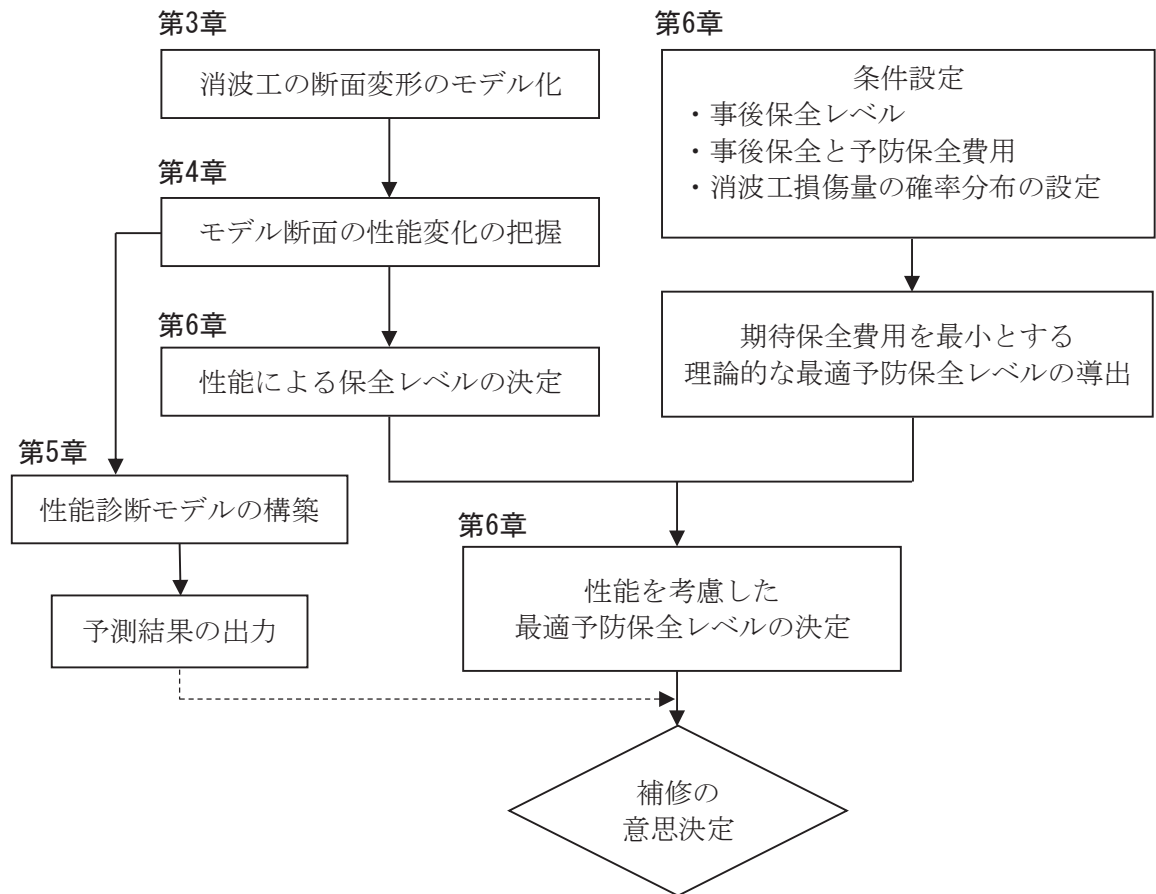 第3章
消波工の断面変形のモデル化
第4章
モデル断面の性能変化の把握
第6章
性能による保全レベルの決定
第5章
性能診断モデルの構築
予測結果の出力
第6章
条件設定
・事後保全レベル
・事後保全と予防保全費用
・消波工損傷量の確率分布の設定
期待保全費用を最小とする
理論的な最適予防保全レベルの導出
第6章
性能を考慮した
最適予防保全レベルの決定
補修の
意思決定